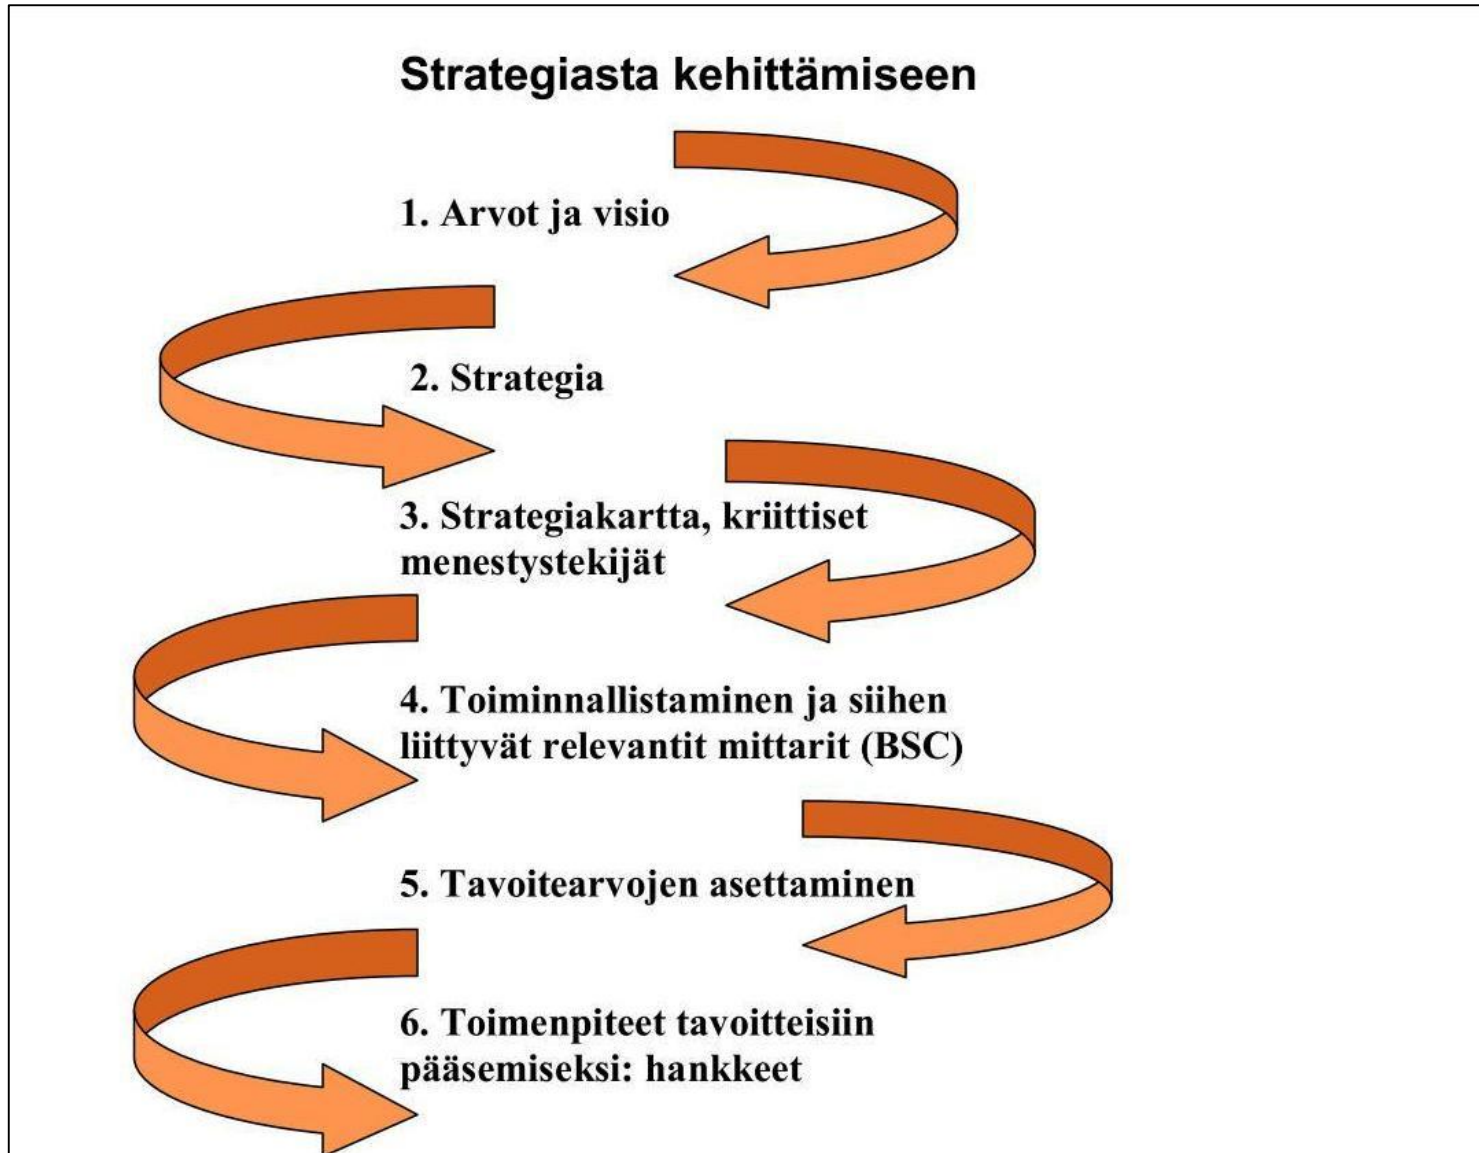 Strategiasta kehittämiseen
1. Arvot ja visio
2. Strategia
3. Strategiakartta, kriittiset
menestystekijät
4. Toiminnallistaminen ja siihen
liittyvät relevantit mittarit (BSC)
5. Tavoitearvojen asettaminen
6. Toimenpiteet tavoitteisiin
pääsemiseksi: hankkeet